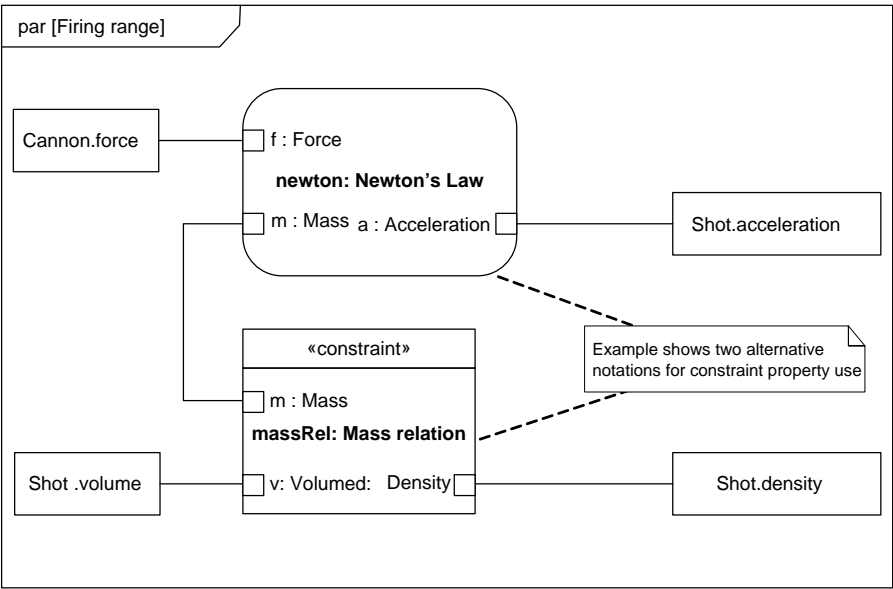 par [Firing range]
Cannon.force
f : Force
newton: Newton's Law
m : Mass a : Acceleration
Shot.acceleration
«constraint»
Example shows two alternative
notations for constraint property use
m : Mass
massRel: Mass relation
Shot .volume
v: Volumed: Density
Shot.density